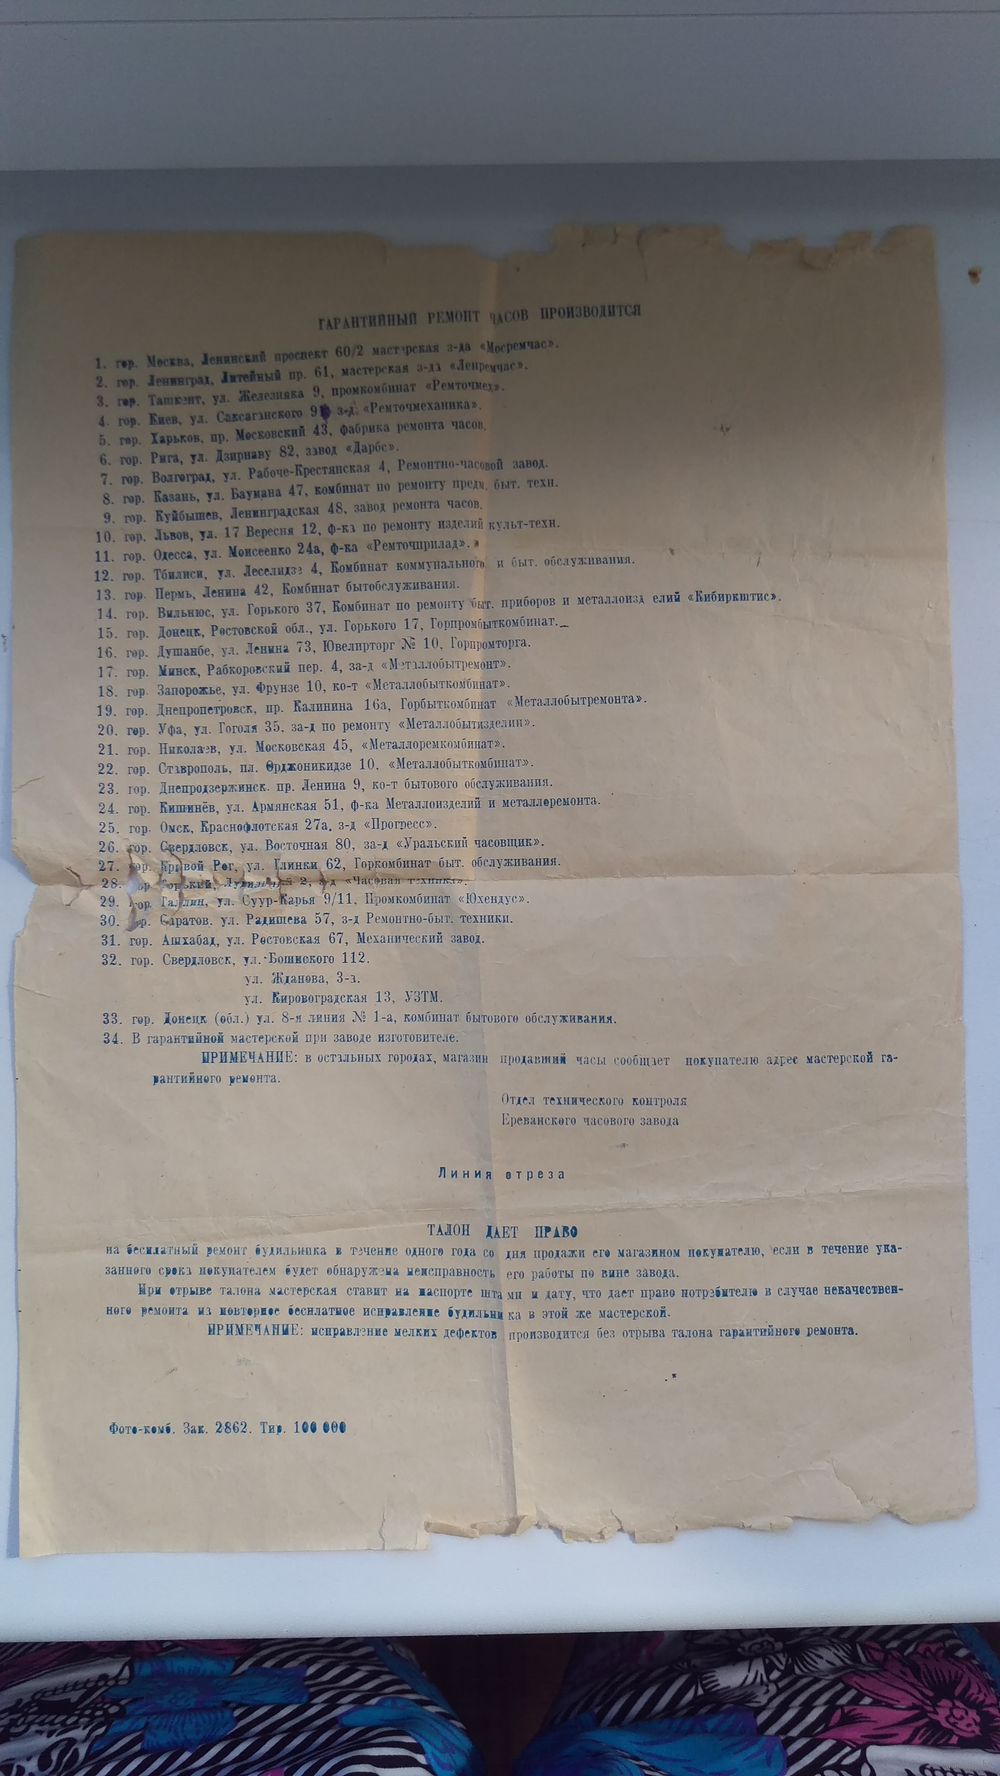 ГАРАНТИЙНЫЙ РЕМОНТ ЧАСОВ ПРОИЗВОДИТСЯ
1. гор. Москва, Ленинский проспект 60/2 мастерская з-да «Мосремчас».
2. гор. Ленинград, Литейный пр. 61, мастерская з-да «Ленремчас».
3. гор. Ташкент, ул. Железняка 9, промкомбинат «Ремточмех».
4. гор. Киев, ул. Саксаганского з-д. «Ремточмеханика».
5. гор. Харьков, пр. Московский 43, фабрика ремонта часов.
6. гор. Рига, ул. Дзирнаву 82, завод «Дарбс».
7. гор. Волгоград, ул. Рабоче-Крестянская 4, Ремонтно-часовой завод.
8. гор. Казань, ул. Баумана 47, комбинат по ремонту предм. быт. техн.
9. гор. Куйбышев, Ленинградская 48, завод ремонта часов.
10. гор. Львов, ул. 17 Вересня 12, ф-ка по ремонту изделий культ-техн.
11. гор. Одесса, ул. Моисеенко 24а, ф-ка «Ремточприлад».
12. гор. Тбилиси, ул. Леселидзе 4, Комбинат коммунального и быт. обслуживания.
13. гор. Пермь, Ленина 42, Комбинат бытобслуживания.
14. гор. Вильнюс, ул. Горького 37, Комбинат по ремонту быт. приборов и металлоизд елий «Кибиркштис».
15. гор. Донецк, Ростовской обл., ул. Горького 17, Горпромбыткомбинат.
16. гор. Душанбе, ул. Ленина 73, Ювелирторг № 10, Горпромторга.
17. гор. Минск, Рабкоровский пер. 4, за-д «Металлобытремонт».
18. гор. Запорожье, ул. Фрунзе 10, ко-т «Металлобыткомбинат».
19. гор. Днепропетровск, пр. Калинина 16а, Горбыткомбинат «Металлобытремонта».
20. гор. Уфа, ул. Гоголя 35, за-д по ремонту «Металлобытизделии».
21. гор. Николаев, ул. Московская 45, «Металлоремкомбинат».
22. гор. Ставрополь, пл. Орджоникидзе 10, «Металлобыткомбинат».
23. гор. Днепродзержинск. пр. Ленина 9, ко-т бытового обслуживания.
24. гор. Кишинёв, ул. Армянская 51, ф-ка Металлоизделий и металлоремонта.
25. гор. Омск, Краснофлотская 27а, з-д «Прогресс».
26. гор. Свердловск, ул. Восточная 80, за-д «Уральский часовщик».
27. гор. Кривой Рог, ул. Глинки 62, Горкомбинат быт. обслуживания.
28. гор. Горький, 2, з-д «Часовая техника».
29. гор. Таллин, ул. Суур-Карья 9/11, Промкомбинат «Юхендус».
30. гор. Саратов. ул. Радищева 57, з-д Ремонтно-быт. техники.
31. гор. Ашхабад, ул. Ростовская 67, Механический завод.
32. гор. Свердловск, ул. Бошнского 112.
ул. Жданова, 3-а.
ул. Кировоградская 13, УЗТМ.
33. гор. Донецк (обл.) ул. 8-я линия № 1-а, комбинат бытового обслуживания.
34. В гарантийной мастерской при заводе изготовителе.
ПРИМЕЧАНИЕ: в остальных городах, магазин продавший часы сообщает покупателю адрес мастерской га-
рантийного ремонта.
Отдел технического контроля
Ереванского часового завода
Линия отреза
ТАЛОН ДАЕТ ПРАВО
на бесплатный ремонт будильника в течение одного года со дня продажи его магазином покупателю, если в течение ука-
занного срока покупателем будет обнаружена неисправность его работы по вине завода.
При отрыве талона мастерская ставит на паспорте штамп и дату, что дает право потребителю в случае некачествен-
ного ремонта на повторное бесплатное исправление будильника в этой же мастерской.
ПРИМЕЧАНИЕ: исправление мелких дефектов производится без отрыва талона гарантийного ремонта.
Фото-комб. Зак. 2862. Тир. 100 000